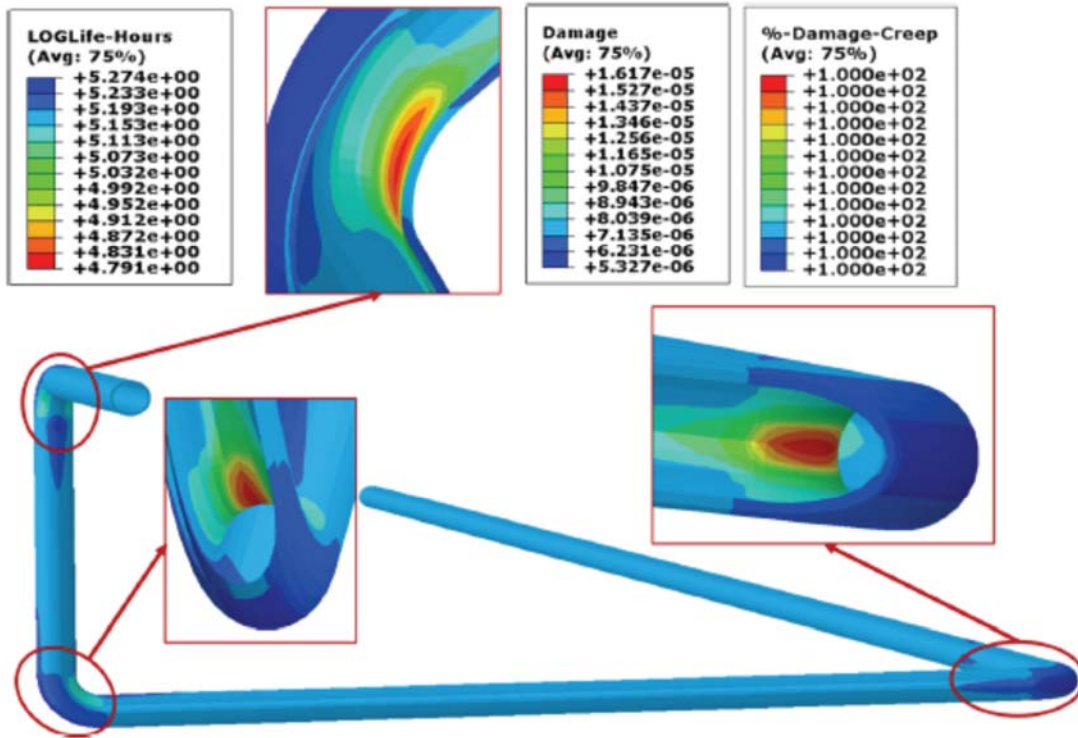 LOGLife-Hours
(Avg: 75%)
+5.274e+00
+5.233e+00
+5.193e+00
+5.153e+00
+5.113e+00
+5.073e+00
+5.032e+00
+4.992e+00
+4.952e+00
+4.912e+00
+4.872e+00
+4.831e+00
+4.791e+00
Damage
(Avg: 75%)
+1.617e-05
+1.527e-05
+1.437e-05
+1.346e-05
+1.256e-05
+1.165e-05
+1.075e-05
+9.847e-06
+8.943e-06
+8.039e-06
+7.135e-06
+6.231e-06
+5.327e-06
%-Damage-Creep
(Avg: 75%)
+1.000e+02
+1.000e+02
+1.000e+02
+1.000e+02
+1.000e+02
+1.000e+02
+1.000e+02
+1.000e+02
+1.000e+02
+1.000e+02
+1.000e+02
+1.000e+02
+1.000e+02